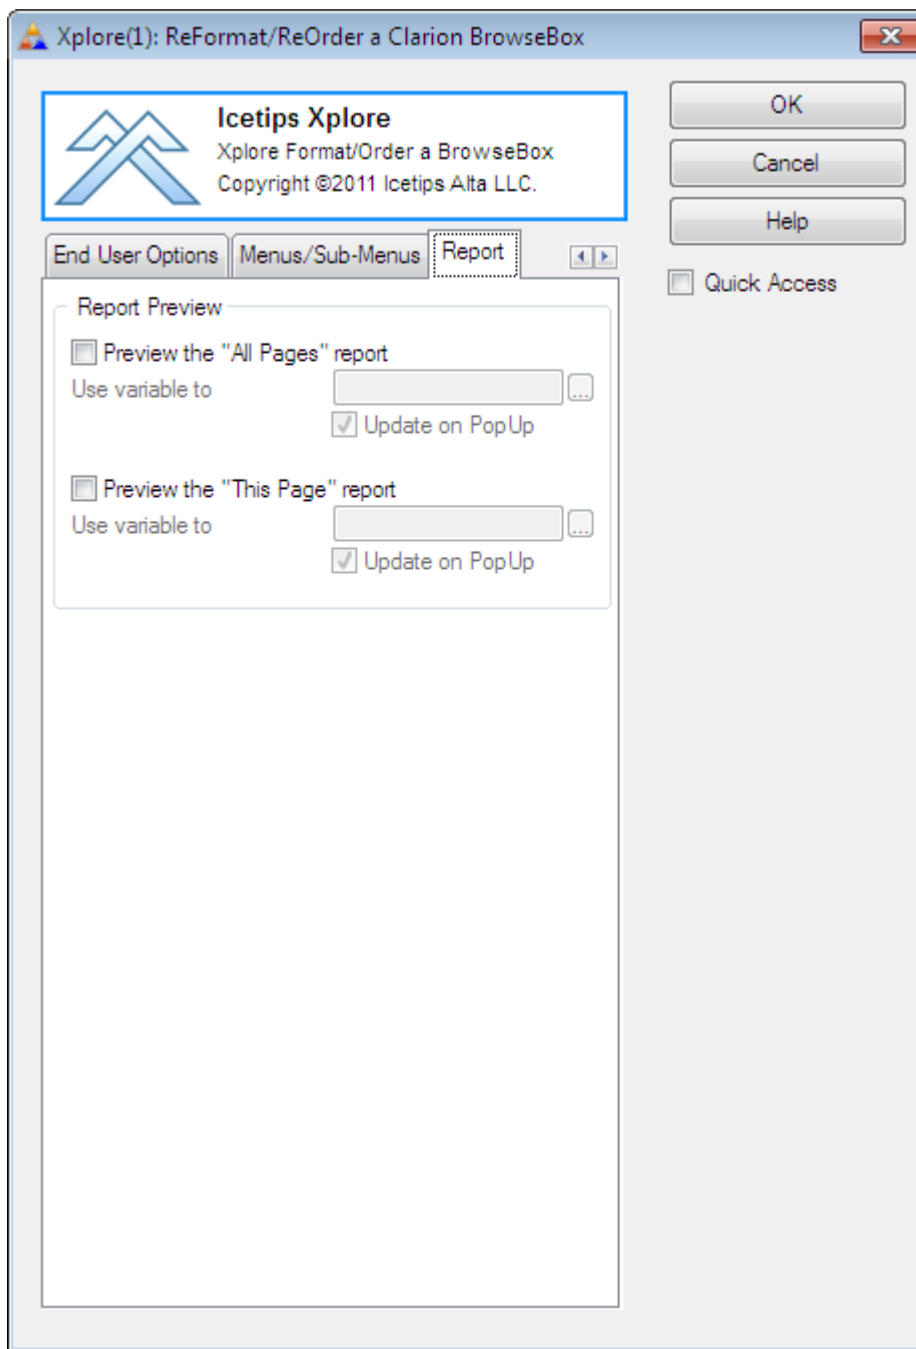 Xplore(1): ReFormat/ReOrder a Clarion BrowseBox
Icetips Xplore
Xplore Format/Order a BrowseBox
Copyright ©2011 Icetips Alta LLC.
OK
Cancel
Help
Quick Access
End User Options Menus/Sub-Menus Report
Report Preview
Preview the "All Pages" report
Use variable to ...
Update on PopUp
Preview the "This Page" report
Use variable to ...
Update on PopUp